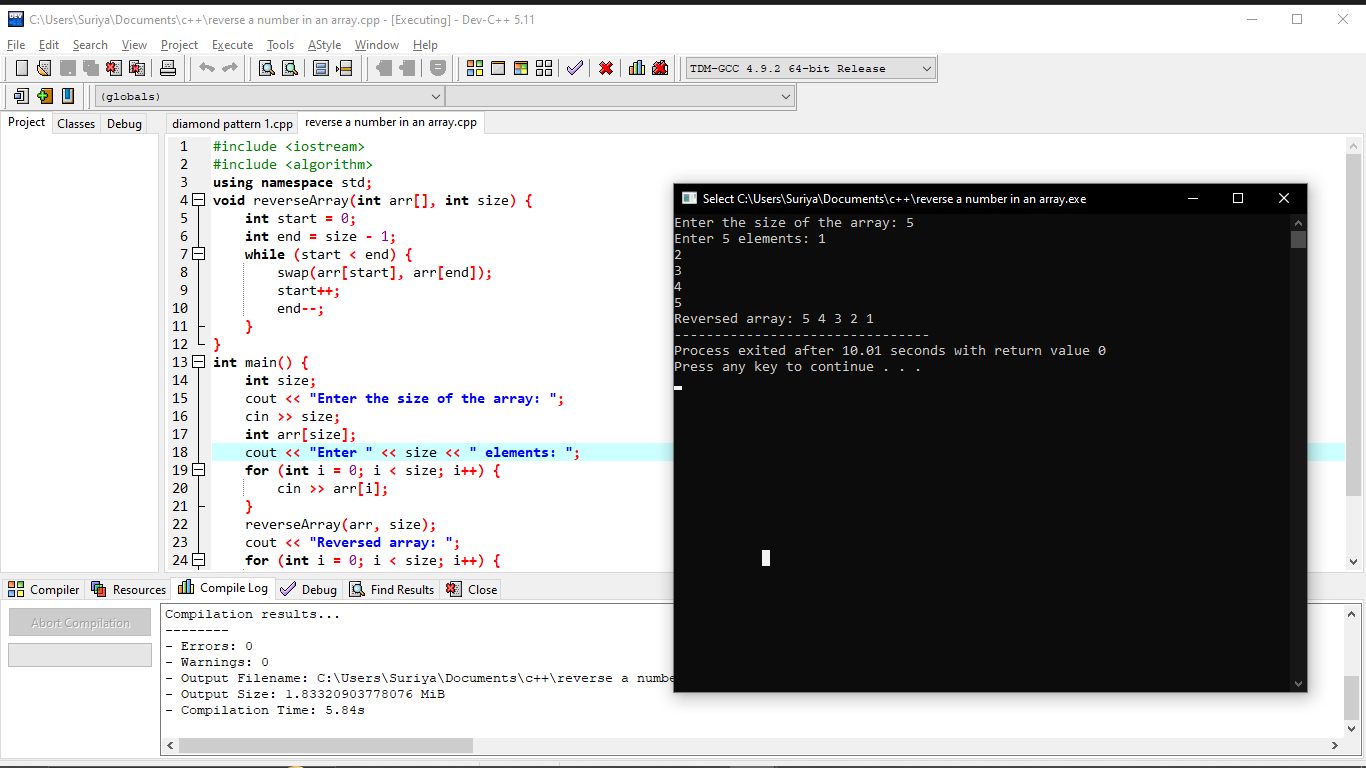 C:\Users\Suriya\Documents\c++\reverse a number in an array.cpp - [Executing] - Dev-C++ 5.11
File Edit Search View Project Execute Tools AStyle Window Help
TDM-GCC 4.9.2 64-bit Release
(globals)
Project Classes Debug
diamond pattern 1.cpp reverse a number in an array.cpp
1 #include <iostream>
2 #include <algorithm>
3 using namespace std;
4 void reverseArray(int arr[], int size) {
5 int start = 0;
6 int end = size - 1;
7 while (start < end) {
8 swap(arr[start], arr[end]);
9 start++;
10 end--;
11 }
12 }
13 int main() {
14 int size;
15 cout << "Enter the size of the array: ";
16 cin >> size;
17 int arr[size];
18 cout << "Enter " << size << " elements: ";
19 for (int i = 0; i < size; i++) {
20 cin >> arr[i];
21 }
22 reverseArray(arr, size);
23 cout << "Reversed array: ";
24 for (int i = 0; i < size; i++) {
Select C:\Users\Suriya\Documents\c++\reverse a number in an array.exe
Enter the size of the array: 5
Enter 5 elements: 1
2
3
4
5
Reversed array: 5 4 3 2 1
--------------------------------
Process exited after 10.01 seconds with return value 0
Press any key to continue . . .
Compiler Resources Compile Log Debug Find Results Close
Abort Compilation
Compilation results...
--------
- Errors: 0
- Warnings: 0
- Output Filename: C:\Users\Suriya\Documents\c++\reverse a numbe
- Output Size: 1.83320903778076 MiB
- Compilation Time: 5.84s